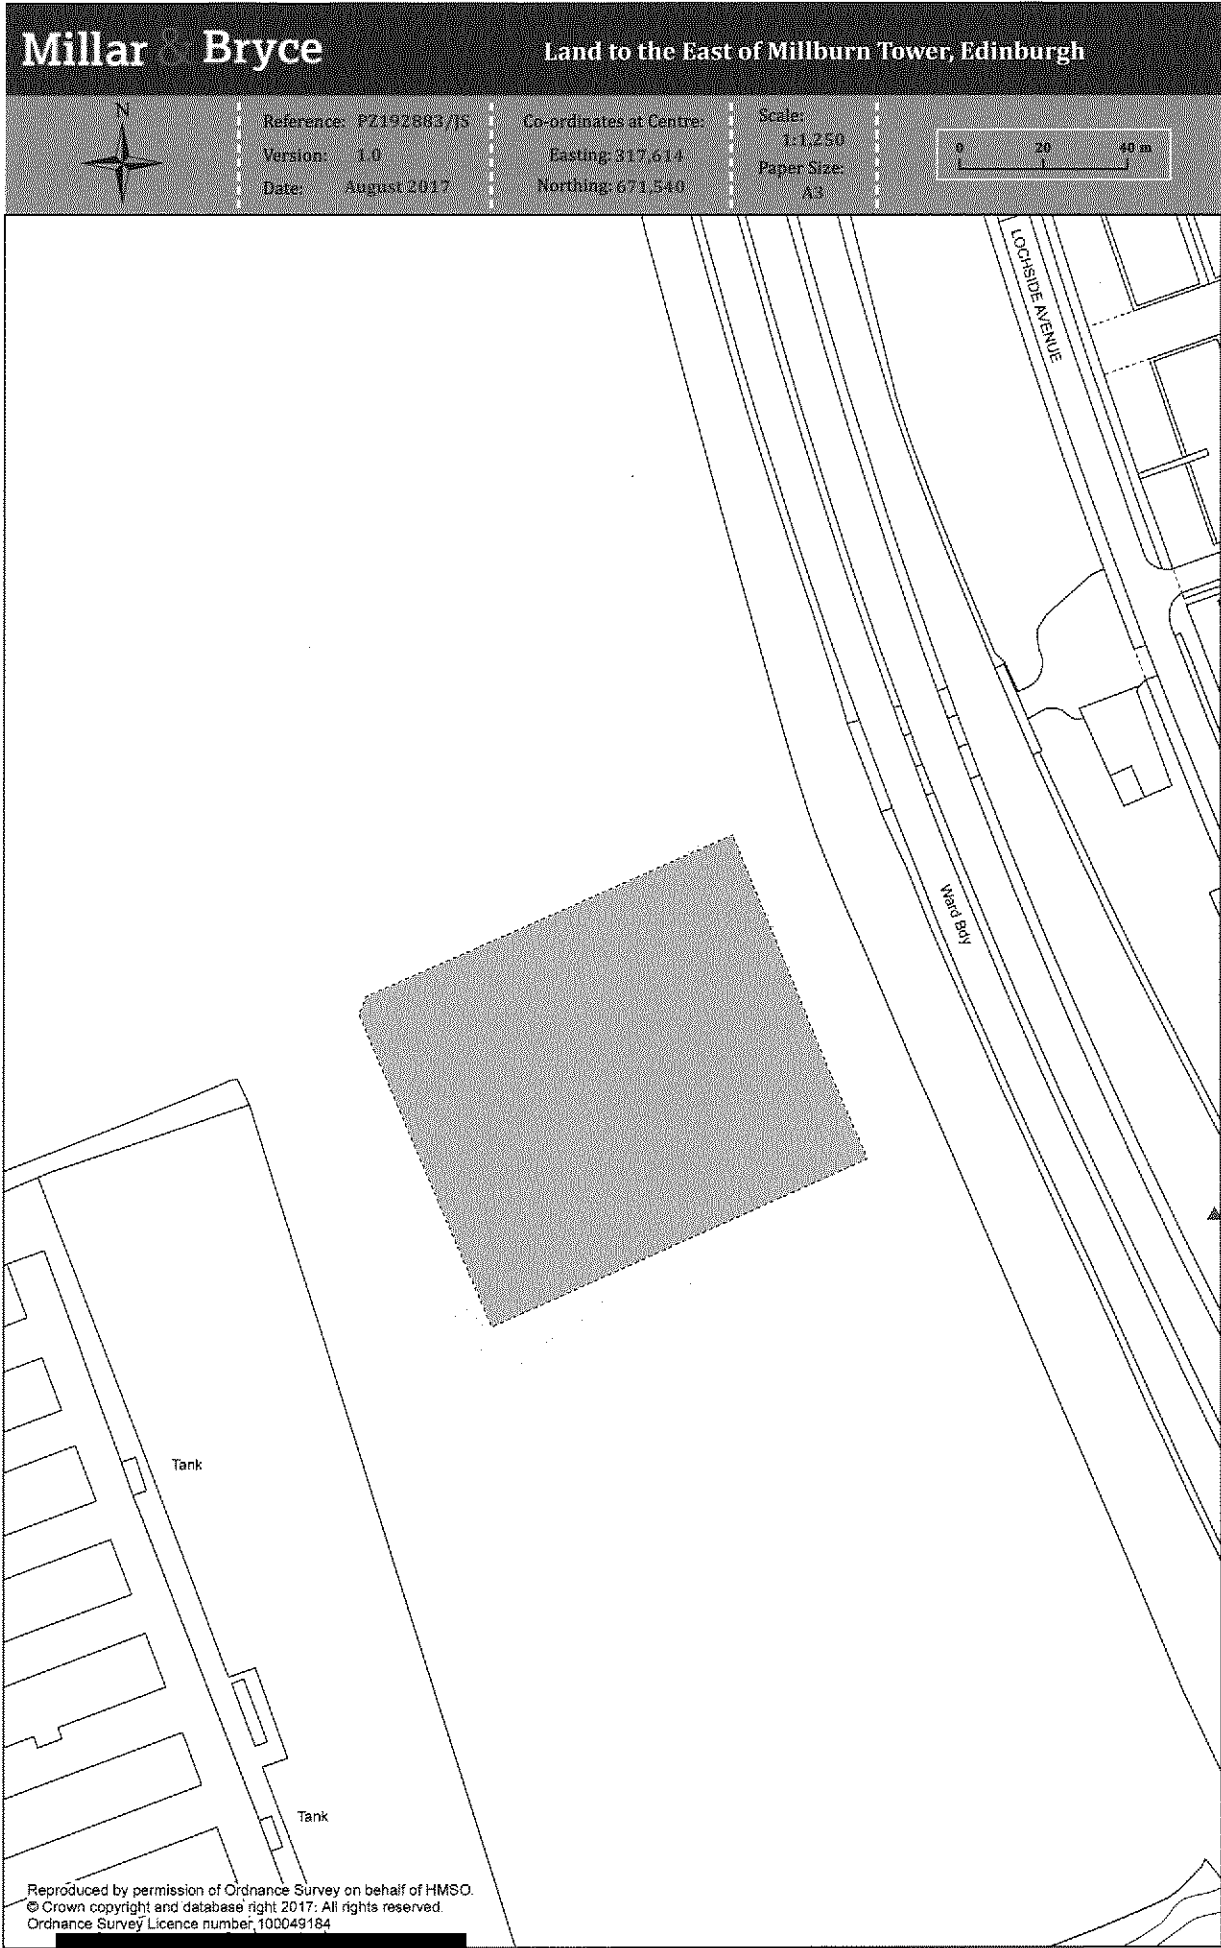 Millar & Bryce
Land to the East of Millburn Tower, Edinburgh
N
Reference: PZ192883/JS
Version: 1.0
Date: August 2017
Co-ordinates at Centre:
Easting: 317,614
Northing: 671,540
Scale:
1:1,250
Paper Size:
A3
0 20 40 m
LOCHSIDE AVENUE
Ward Bdy
Tank
Tank
Reproduced by permission of Ordnance Survey on behalf of HMSO.
© Crown copyright and database right 2017. All rights reserved.
Ordnance Survey Licence number 100049184